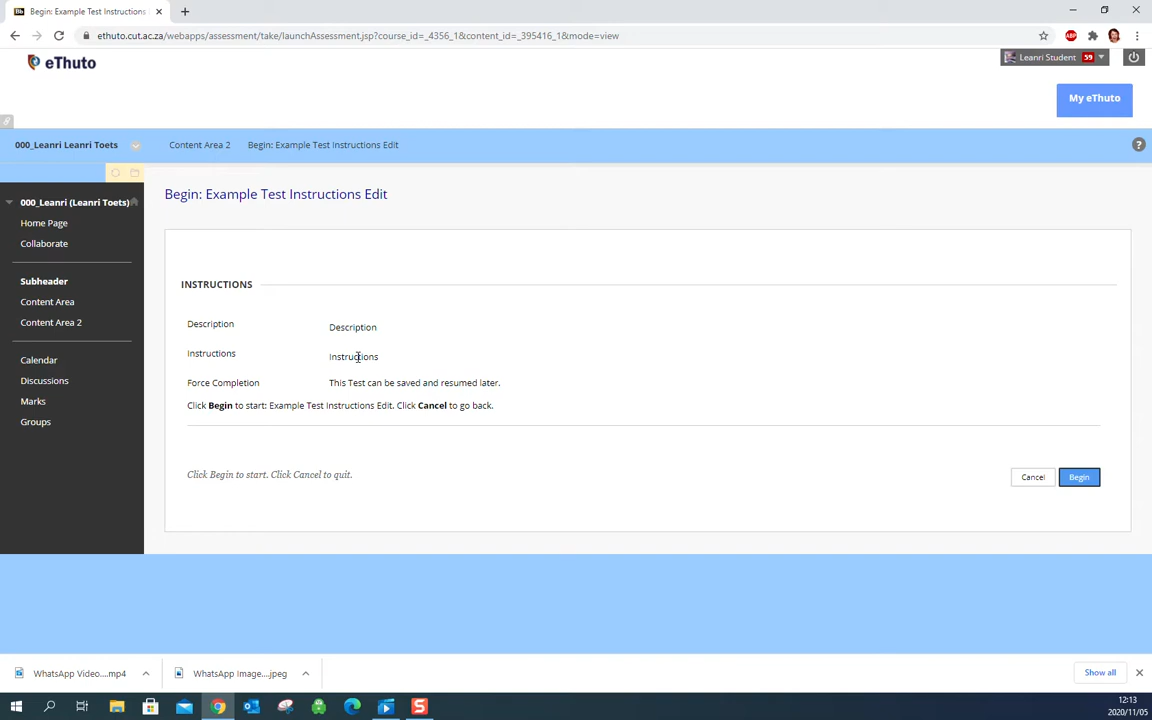 Begin: Example Test Instructions
ethuto.cut.ac.za/webapps/assessment/take/launchAssessment.jsp?course_id=_4356_1&content_id=_395416_1&mode=view
ABP
eThuto
Leanri Student 59
My eThuto
000_Leanri Leanri Toets
Content Area 2
Begin: Example Test Instructions Edit
?
000_Leanri (Leanri Toets)
Home Page
Collaborate
Subheader
Content Area
Content Area 2
Calendar
Discussions
Marks
Groups
Begin: Example Test Instructions Edit
INSTRUCTIONS
Description Description
Instructions Instructions
Force Completion This Test can be saved and resumed later.
Click Begin to start: Example Test Instructions Edit. Click Cancel to go back.
Click Begin to start. Click Cancel to quit.
Cancel Begin
WhatsApp Video....mp4
WhatsApp Image....jpeg
Show all
12:13
2020/11/05